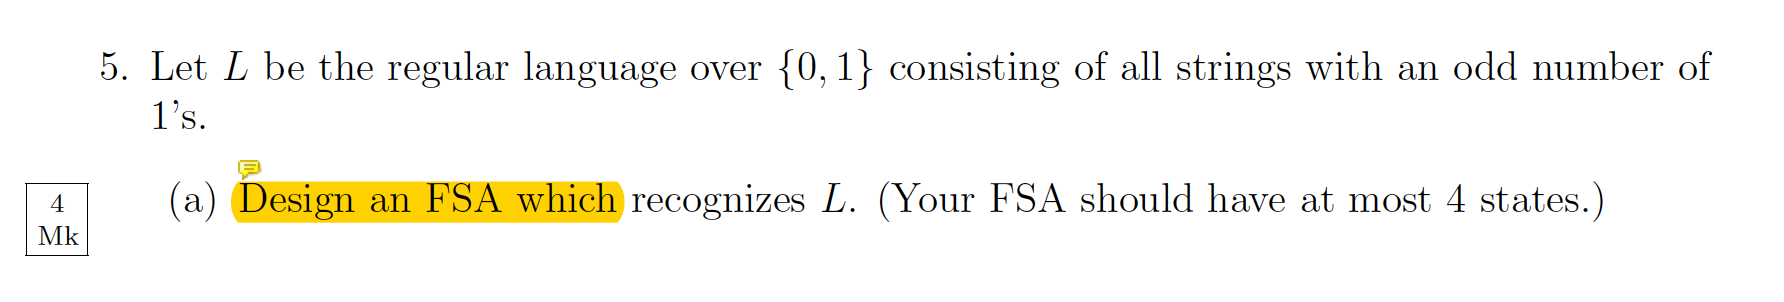 5. Let L be the regular language over {0, 1} consisting of all strings with an odd number of
1's.
4
Mk
(a) Design an FSA which recognizes L. (Your FSA should have at most 4 states.)